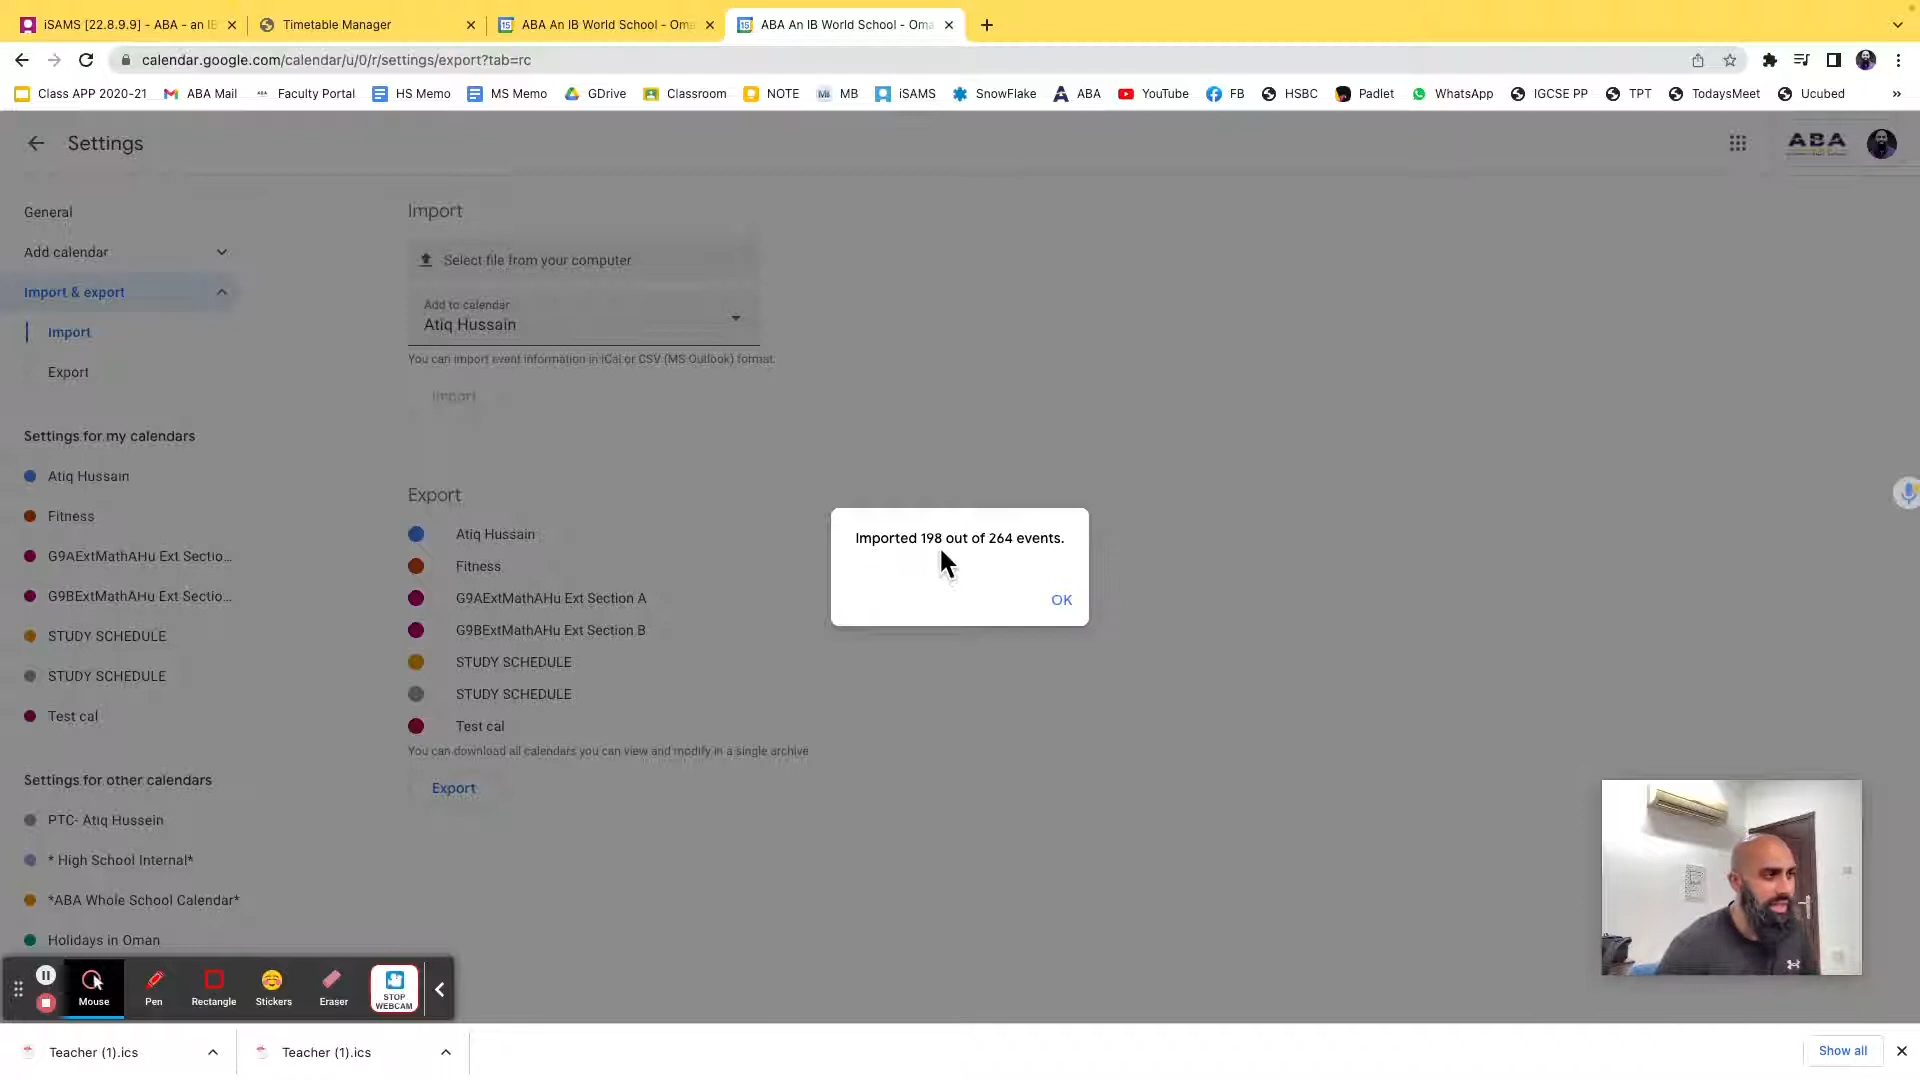 iSAMS [22.8.9.9] - ABA - an IB
Timetable Manager
ABA An IB World School - Oma
ABA An IB World School - Oma
calendar.google.com/calendar/u/0/r/settings/export?tab=rc
Class APP 2020-21
ABA Mail
Faculty Portal
HS Memo
MS Memo
GDrive
Classroom
NOTE
MB
iSAMS
SnowFlake
ABA
YouTube
FB
HSBC
Padlet
WhatsApp
IGCSE PP
TPT
TodaysMeet
Ucubed
»
Settings
ABA
General
Add calendar
Import & export
Import
Export
Settings for my calendars
Atiq Hussain
Fitness
G9AExtMathAHu Ext Sectio...
G9BExtMathAHu Ext Sectio...
STUDY SCHEDULE
STUDY SCHEDULE
Test cal
Settings for other calendars
PTC- Atiq Hussein
* High School Internal*
*ABA Whole School Calendar*
Holidays in Oman
Import
Select file from your computer
Add to calendar
Atiq Hussain
You can import event information in iCal or CSV (MS Outlook) format.
Import
Export
Atiq Hussain
Fitness
G9AExtMathAHu Ext Section A
G9BExtMathAHu Ext Section B
STUDY SCHEDULE
STUDY SCHEDULE
Test cal
You can download all calendars you can view and modify in a single archive
Export
Imported 198 out of 264 events.
OK
Mouse
Pen
Rectangle
Stickers
Eraser
STOP
WEBCAM
Teacher (1).ics
Teacher (1).ics
Show all